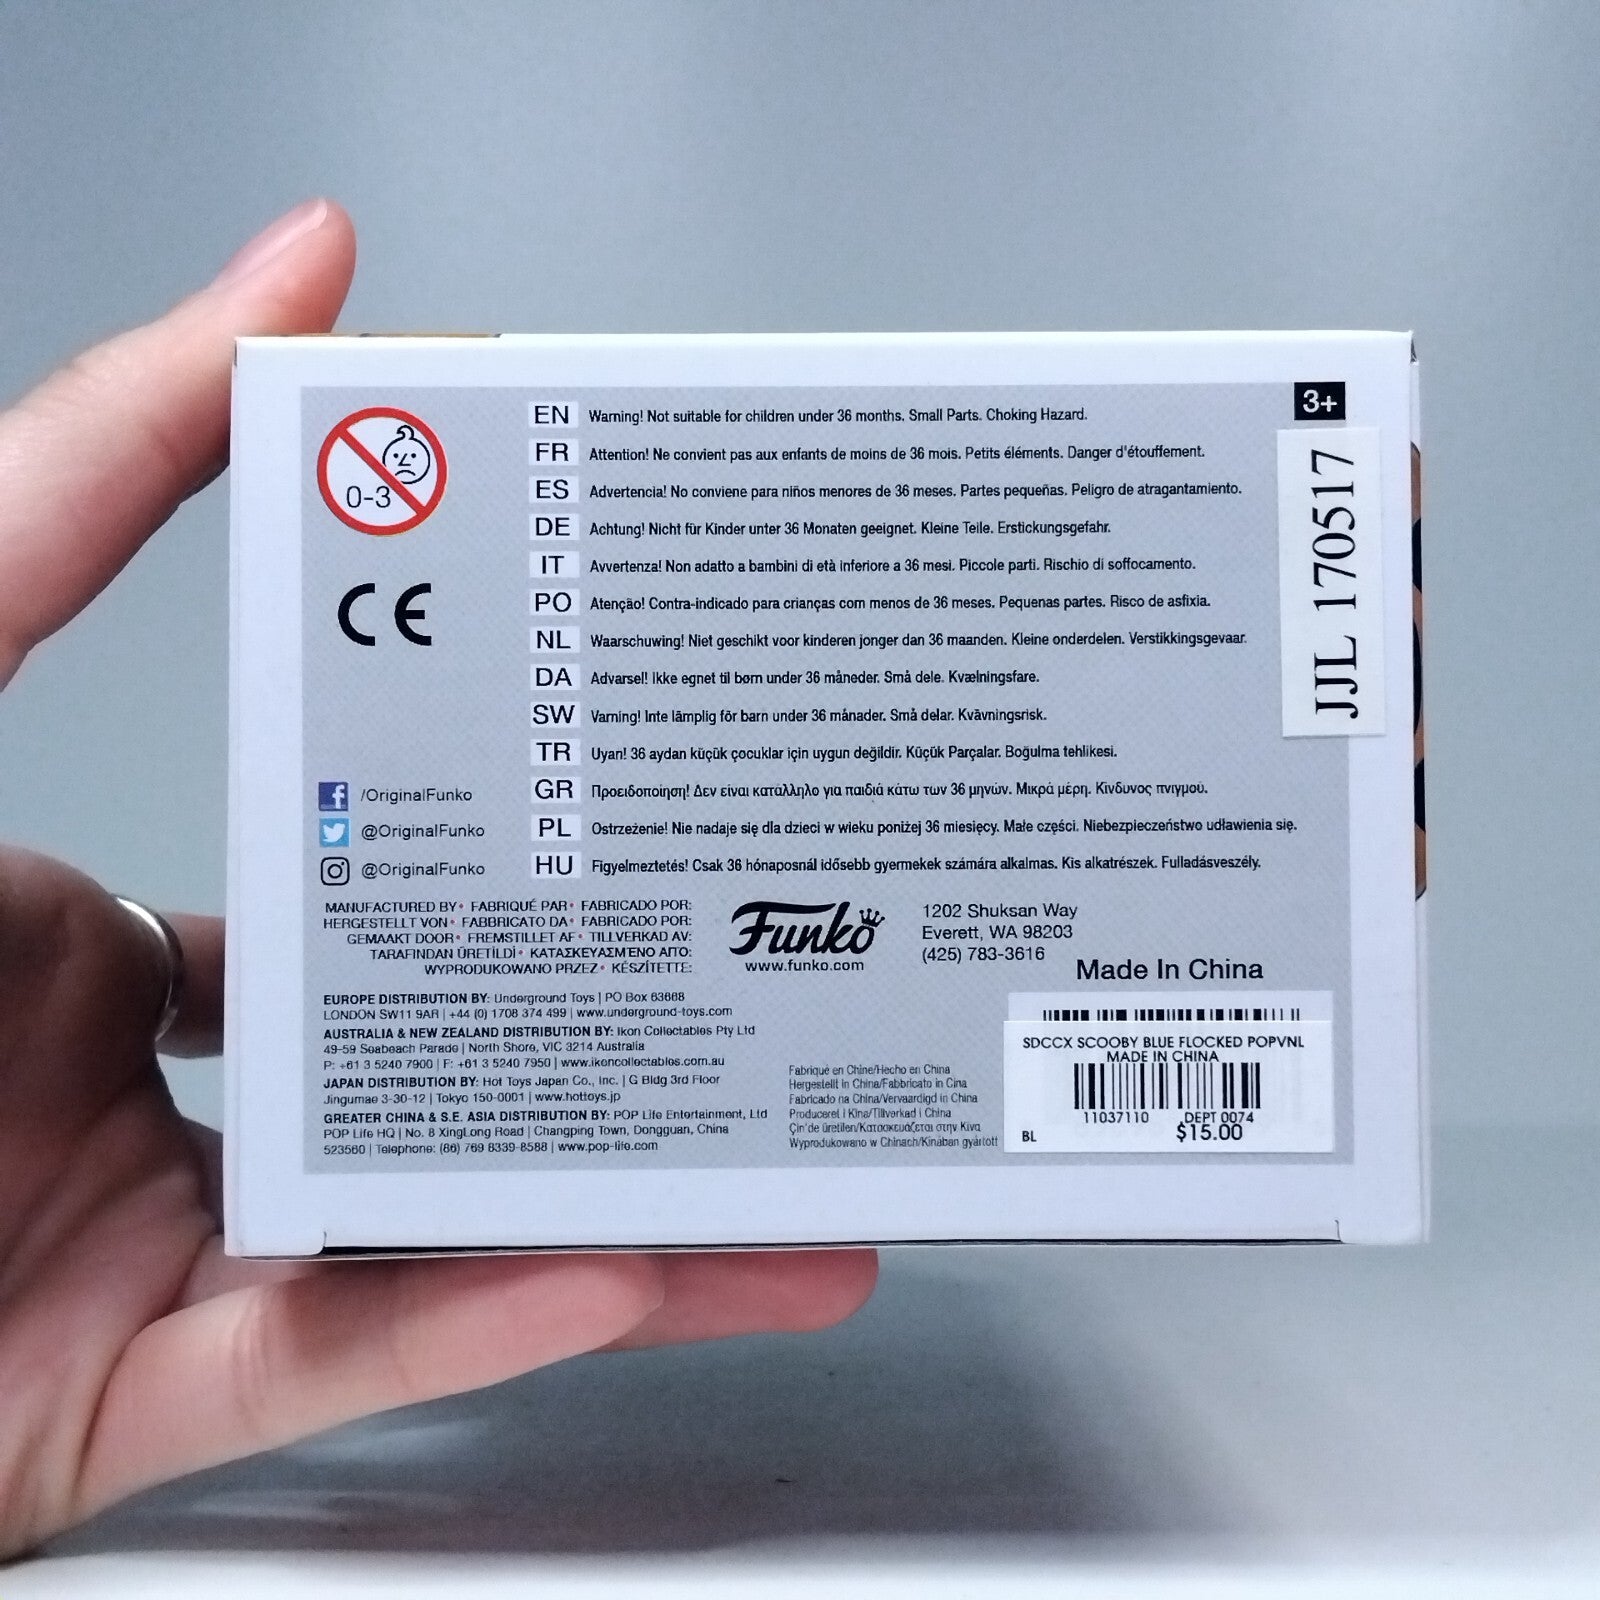 3+
0-3
CE
EN Warning! Not suitable for children under 36 months. Small Parts. Choking Hazard.
FR Attention! Ne convient pas aux enfants de moins de 36 mois. Petits éléments. Danger d'étouffement.
ES Advertencia! No conviene para niños menores de 36 meses. Partes pequeñas. Peligro de atragantamiento.
DE Achtung! Nicht für Kinder unter 36 Monaten geeignet. Kleine Teile. Erstickungsgefahr.
IT Avvertenza! Non adatto a bambini di età inferiore a 36 mesi. Piccole parti. Rischio di soffocamento.
PO Atenção! Contra-indicado para crianças com menos de 36 meses. Pequenas partes. Risco de asfixia.
NL Waarschuwing! Niet geschikt voor kinderen jonger dan 36 maanden. Kleine onderdelen. Verstikkingsgevaar.
DA Advarsel! Ikke egnet til børn under 36 måneder. Små dele. Kvælningsfare.
SW Varning! Inte lämplig för barn under 36 månader. Små delar. Kvävningsrisk.
TR Uyan! 36 aydan küçük çocuklar için uygun değildir. Küçük Parçalar. Boğulma tehlikesi.
GR Προειδοποίηση! Δεν είναι κατάλληλο για παιδιά κάτω των 36 μηνών. Μικρά μέρη. Κίνδυνος πνιγμού.
PL Ostrzeżenie! Nie nadaje się dla dzieci w wieku poniżej 36 miesięcy. Małe części. Niebezpieczeństwo udławienia się.
HU Figyelmeztetés! Csak 36 hónaposnál idősebb gyermekek számára alkalmas. Kis alkatrészek. Fulladásveszély.
JJL 170517
/OriginalFunko
@OriginalFunko
@OriginalFunko
MANUFACTURED BY• FABRIQUÉ PAR• FABRICADO POR:
HERGESTELLT VON• FABBRICATO DA• FABRICADO POR:
GEMAAKT DOOR• FREMSTILLET AF• TILLVERKAD AV:
TARAFINDAN ÜRETİLDİ• ΚΑΤΑΣΚΕΥΑΣΜΈΝΟ ΑΠΌ:
WYPRODUKOWANO PRZEZ• KÉSZÍTETTE:
Funko
www.funko.com
1202 Shuksan Way
Everett, WA 98203
(425) 783-3616
Made In China
EUROPE DISTRIBUTION BY: Underground Toys | PO Box 63668
LONDON SW11 9AR | +44 (0) 1708 374 499 | www.underground-toys.com
AUSTRALIA & NEW ZEALAND DISTRIBUTION BY: Ikon Collectables Pty Ltd
49-59 Seabeach Parade | North Shore, VIC 3214 Australia
P: +61 3 5240 7900 | F: +61 3 5240 7950 | www.ikoncollectables.com.au
JAPAN DISTRIBUTION BY: Hot Toys Japan Co., Inc. | G Bldg 3rd Floor
Jingumae 3-30-12 | Tokyo 150-0001 | www.hottoys.jp
GREATER CHINA & S.E. ASIA DISTRIBUTION BY: POP Life Entertainment, Ltd
POP Life HQ | No. 8 XingLong Road | Changping Town, Dongguan, China
523560 | Telephone: (86) 769 8339-8588 | www.pop-life.com
Fabriqué en Chine/Hecho en China
Hergestellt in China/Fabbricato in Cina
Fabricado na China/Vervaardigd in China
Produceret i Kina/Tillverkad i China
Çin'de üretilen/Κατασκευάζεται στην Κίνα
Wyprodukowano w Chinach/Kínában gyártott
SDCCX SCOOBY BLUE FLOCKED POPVNL
MADE IN CHINA
11037110 DEPT 0074
BL $15.00